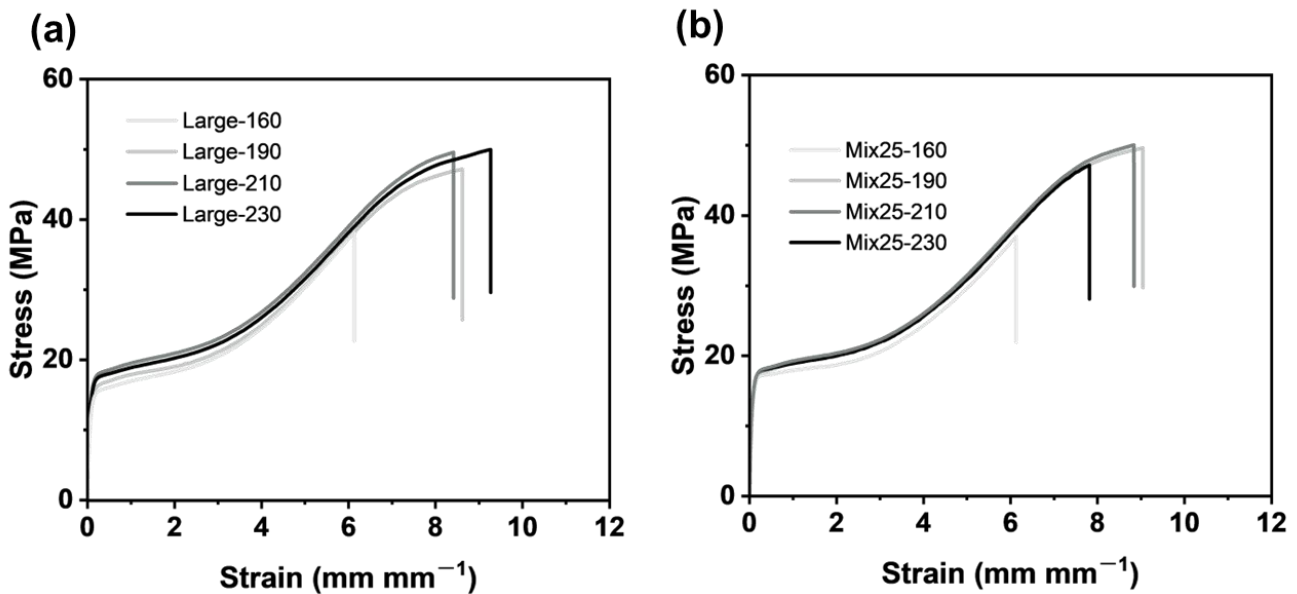 (a)
60
40
20
0
Stress (MPa)
Large-160
Large-190
Large-210
Large-230
0 2 4 6 8 10 12
Strain (mm mm⁻¹)
(b)
60
40
20
0
Stress (MPa)
Mix25-160
Mix25-190
Mix25-210
Mix25-230
0 2 4 6 8 10 12
Strain (mm mm⁻¹)